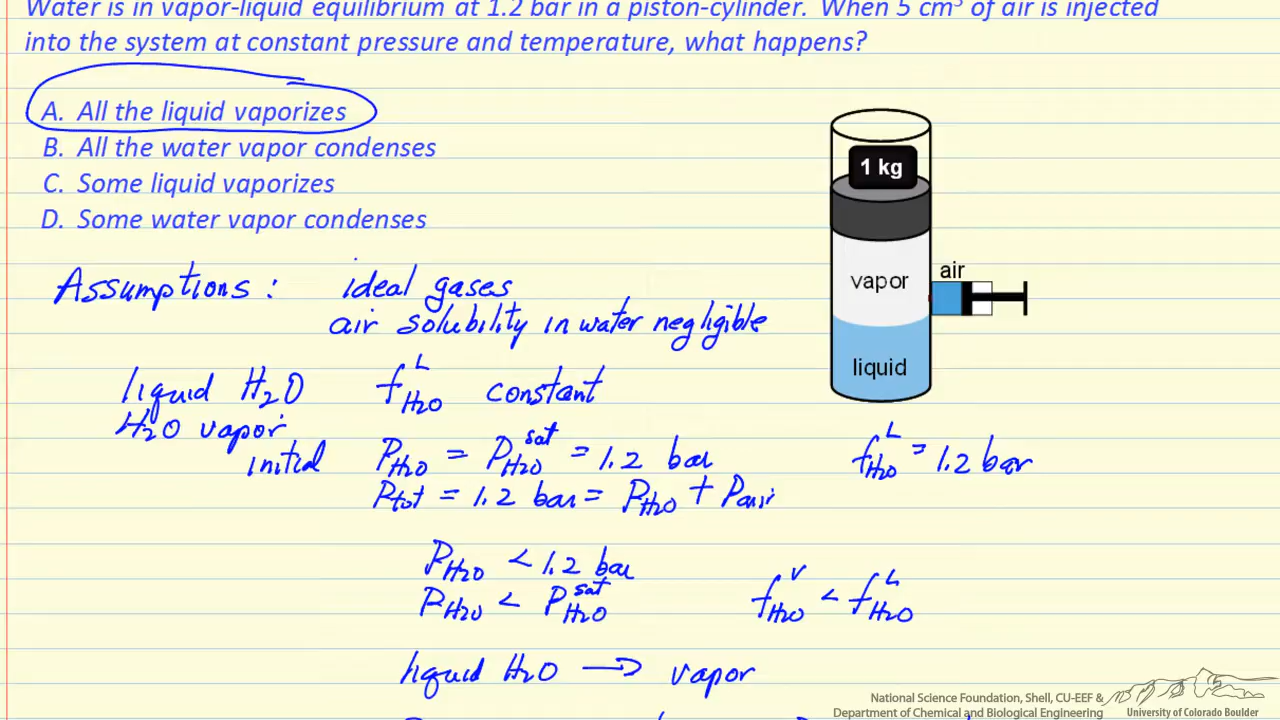 Water is in vapor-liquid equilibrium at 1.2 bar in a piston-cylinder. When 5 cm³ of air is injected
into the system at constant pressure and temperature, what happens?
A. All the liquid vaporizes
B. All the water vapor condenses
C. Some liquid vaporizes
D. Some water vapor condenses
1 kg
vapor
air
liquid
Assumptions: ideal gases
air solubility in water negligible
liquid H₂O f^L_H₂O constant
H₂O vapor
initial P_H₂O = P^sat_H₂O = 1.2 bar f^L_H₂O = 1.2 bar
P_tot = 1.2 bar = P_H₂O + P_air
P_H₂O < 1.2 bar
P_H₂O < P^sat_H₂O f^V_H₂O < f^L_H₂O
liquid H₂O → vapor
National Science Foundation, Shell, CU-EEF &
Department of Chemical and Biological Engineering
University of Colorado Boulder